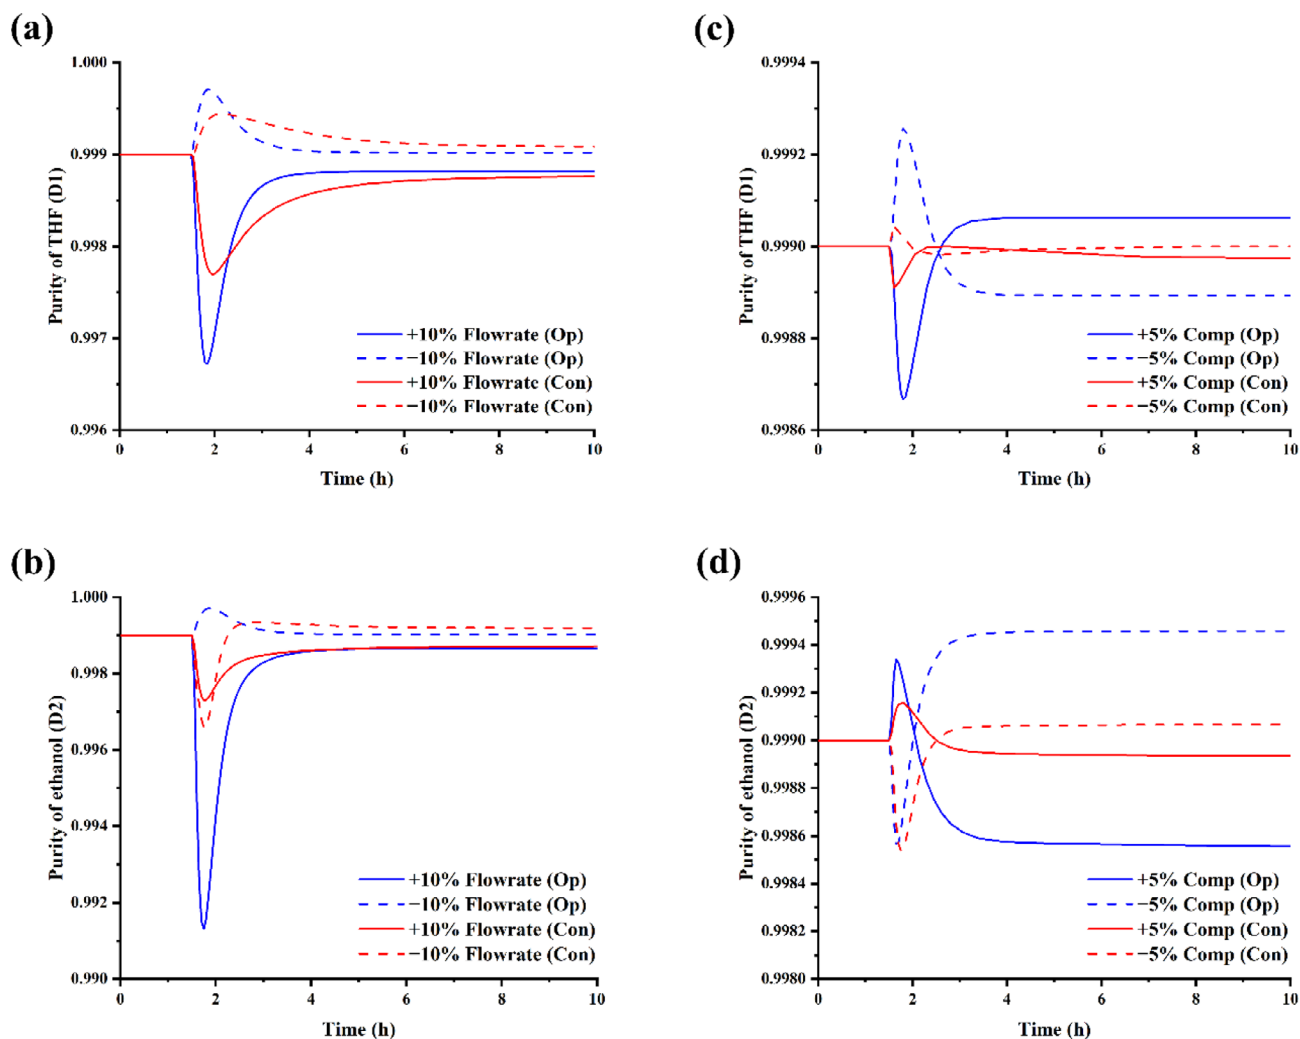 (a)
1.000
0.999
0.998
0.997
0.996
Purity of THF (D1)
+10% Flowrate (Op)
−10% Flowrate (Op)
+10% Flowrate (Con)
−10% Flowrate (Con)
0 2 4 6 8 10
Time (h)
(c)
0.9994
0.9992
0.9990
0.9988
0.9986
Purity of THF (D1)
+5% Comp (Op)
−5% Comp (Op)
+5% Comp (Con)
−5% Comp (Con)
0 2 4 6 8 10
Time (h)
(b)
1.000
0.998
0.996
0.994
0.992
0.990
Purity of ethanol (D2)
+10% Flowrate (Op)
−10% Flowrate (Op)
+10% Flowrate (Con)
−10% Flowrate (Con)
0 2 4 6 8 10
Time (h)
(d)
0.9996
0.9994
0.9992
0.9990
0.9988
0.9986
0.9984
0.9982
0.9980
Purity of ethanol (D2)
+5% Comp (Op)
−5% Comp (Op)
+5% Comp (Con)
−5% Comp (Con)
0 2 4 6 8 10
Time (h)